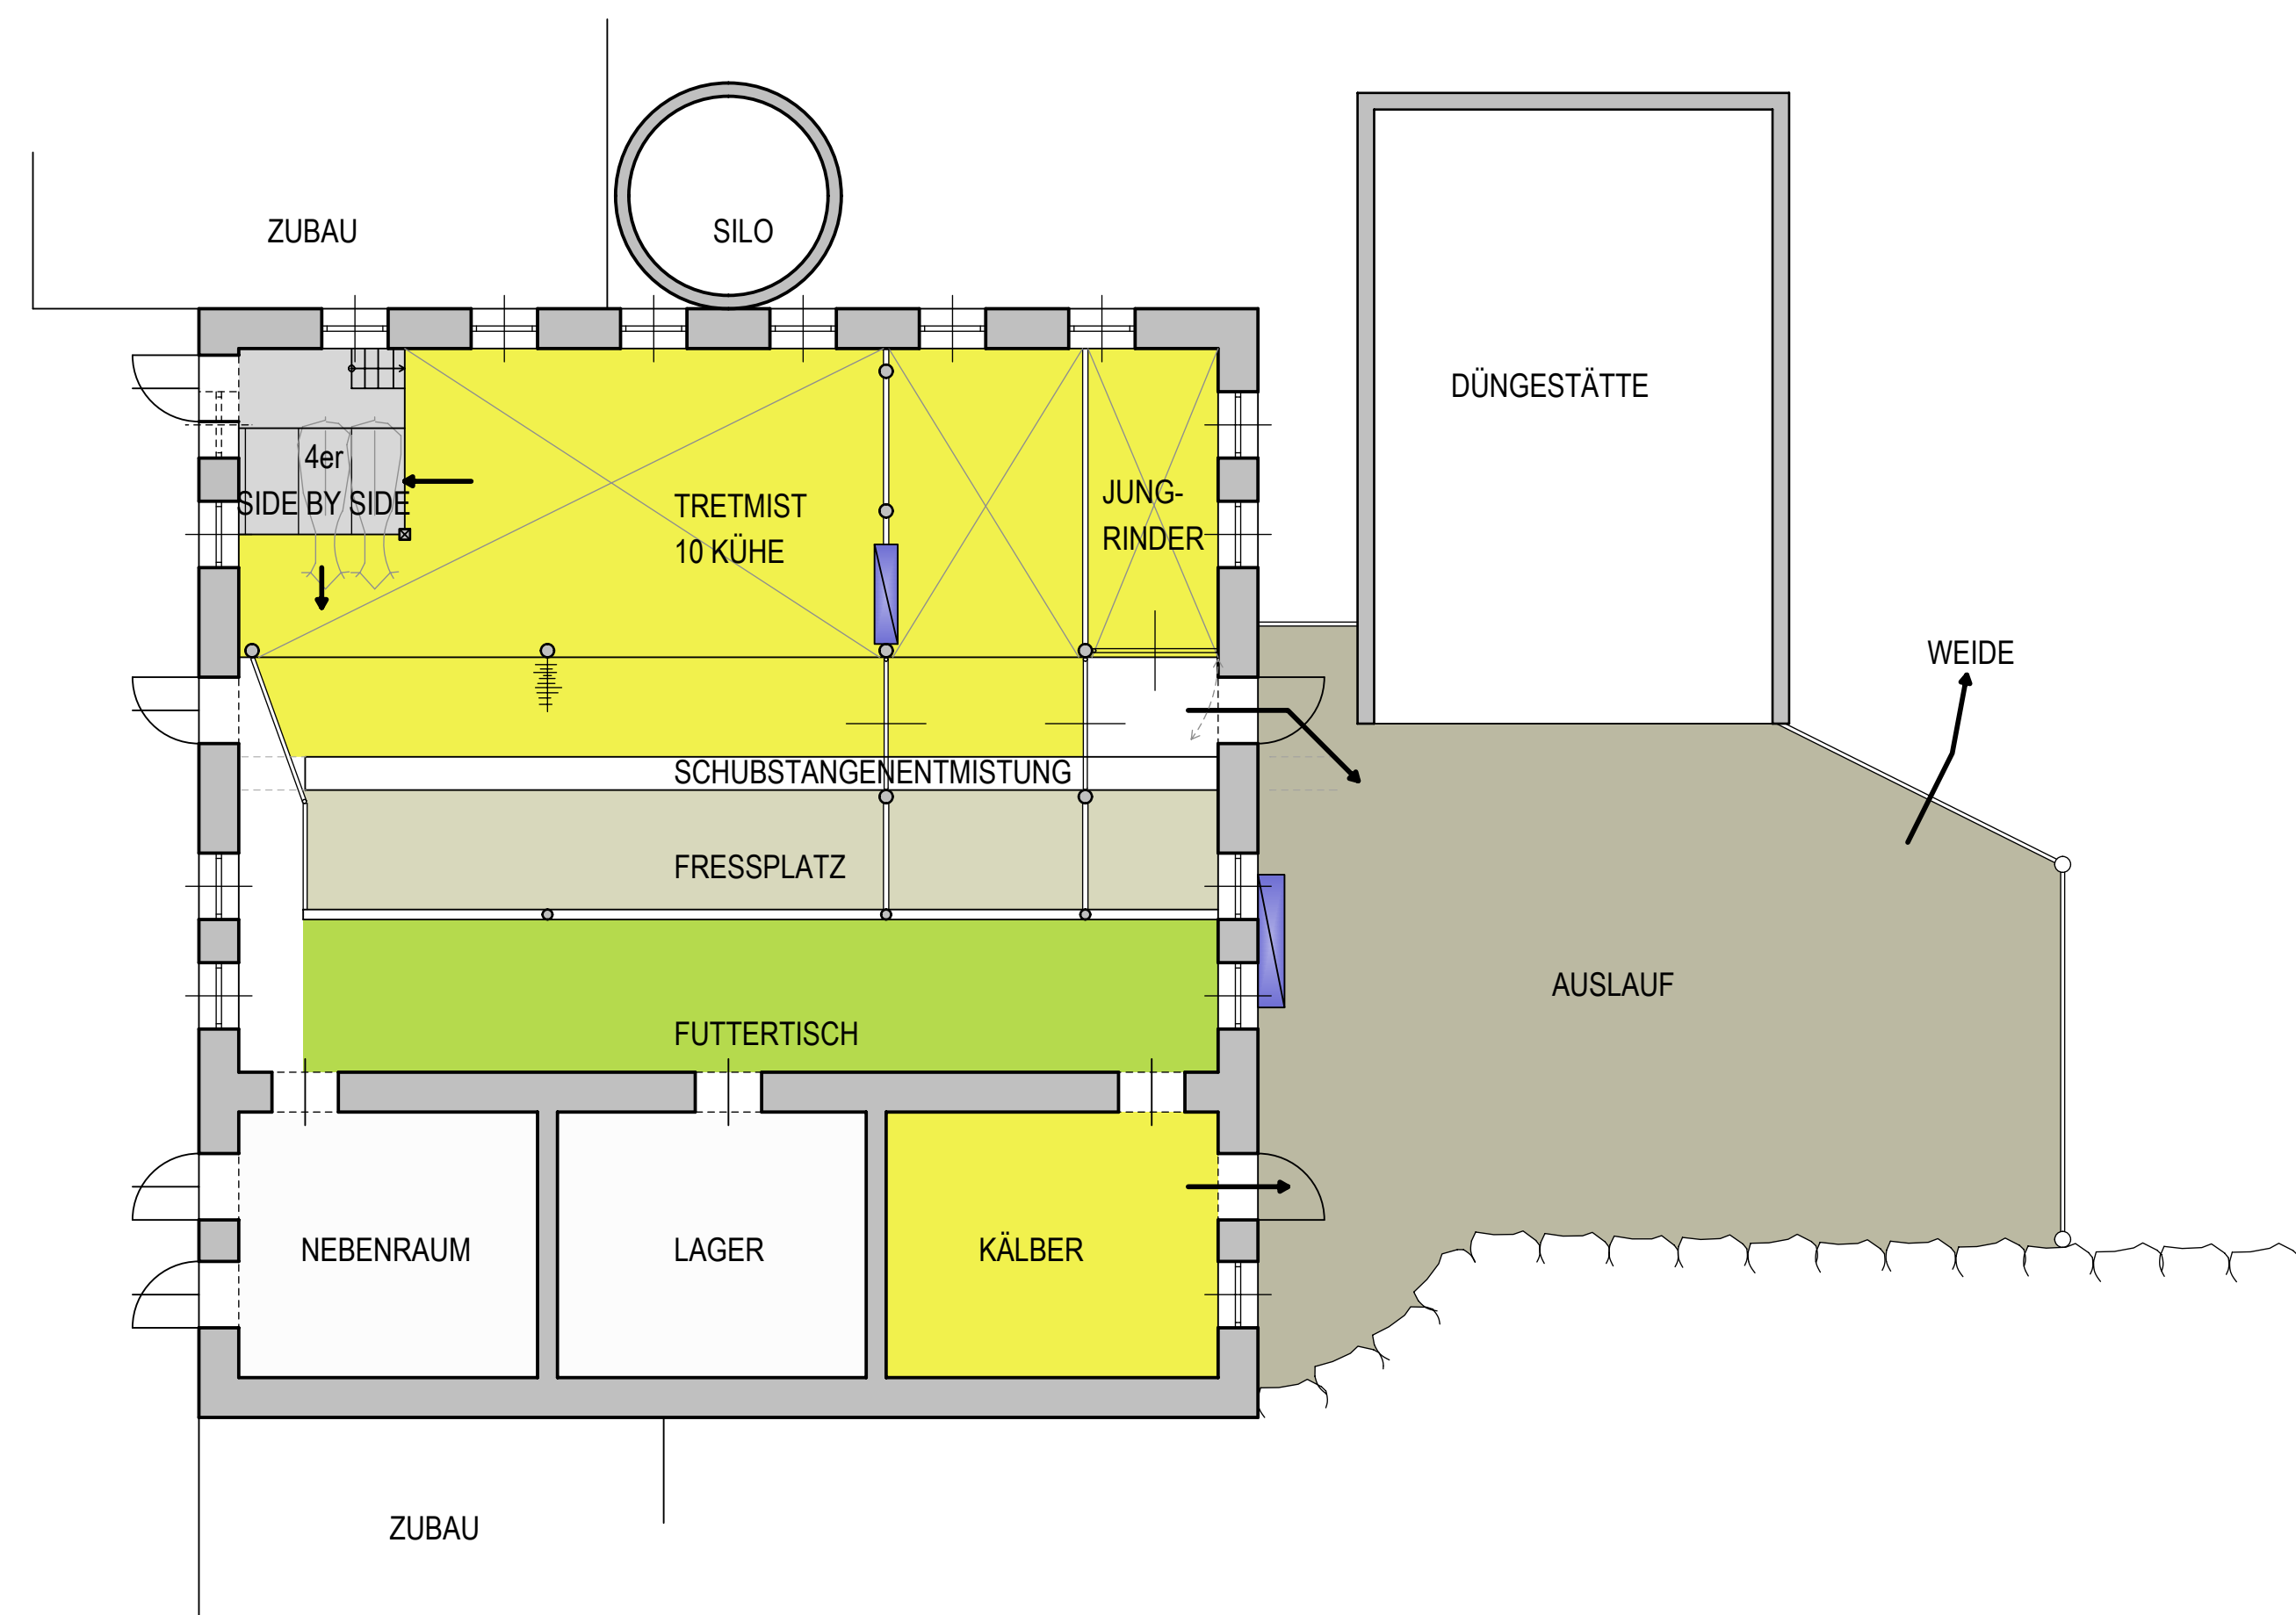 ZUBAU
SILO
DÜNGESTÄTTE
4er
SIDE BY SIDE
TRETMIST
10 KÜHE
JUNG-
RINDER
WEIDE
SCHUBSTANGENENTMISTUNG
FRESSPLATZ
AUSLAUF
FUTTERTISCH
NEBENRAUM
LAGER
KÄLBER
ZUBAU